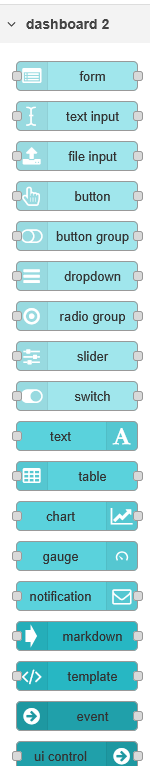 dashboard 2
form
text input
file input
button
button group
dropdown
radio group
slider
switch
text
table
chart
gauge
notification
markdown
template
event
ui control